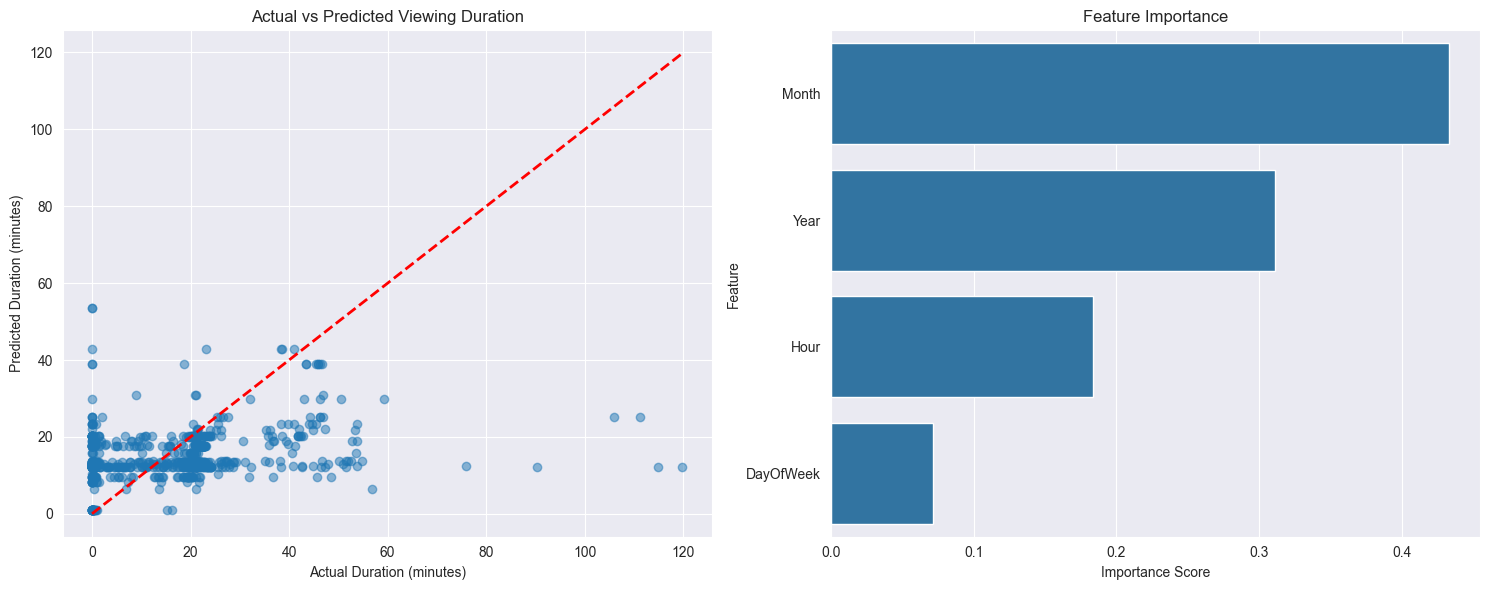 Actual vs Predicted Viewing Duration
120
100
80
60
40
20
0
Predicted Duration (minutes)
0 20 40 60 80 100 120
Actual Duration (minutes)
Feature Importance
Month
Year
Hour
DayOfWeek
Feature
0.0 0.1 0.2 0.3 0.4
Importance Score